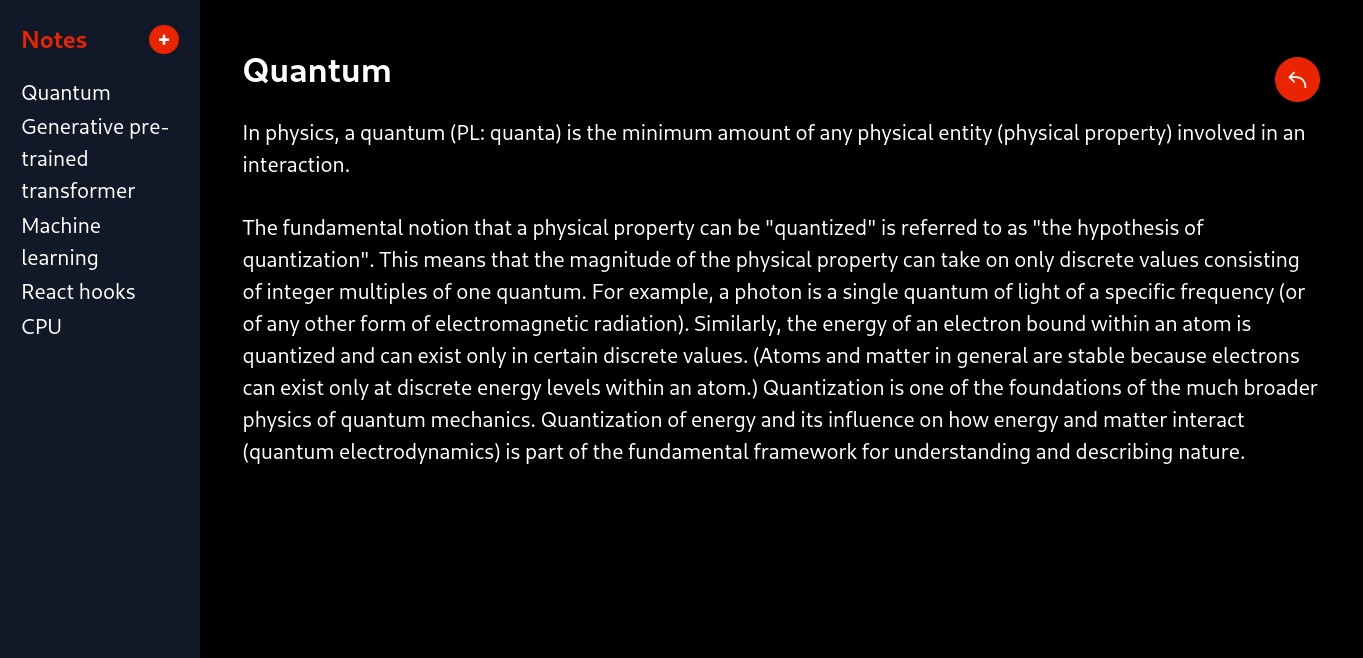 Notes
Quantum
Generative pre-
trained
transformer
Machine
learning
React hooks
CPU
Quantum
In physics, a quantum (PL: quanta) is the minimum amount of any physical entity (physical property) involved in an
interaction.
The fundamental notion that a physical property can be "quantized" is referred to as "the hypothesis of
quantization". This means that the magnitude of the physical property can take on only discrete values consisting
of integer multiples of one quantum. For example, a photon is a single quantum of light of a specific frequency (or
of any other form of electromagnetic radiation). Similarly, the energy of an electron bound within an atom is
quantized and can exist only in certain discrete values. (Atoms and matter in general are stable because electrons
can exist only at discrete energy levels within an atom.) Quantization is one of the foundations of the much broader
physics of quantum mechanics. Quantization of energy and its influence on how energy and matter interact
(quantum electrodynamics) is part of the fundamental framework for understanding and describing nature.